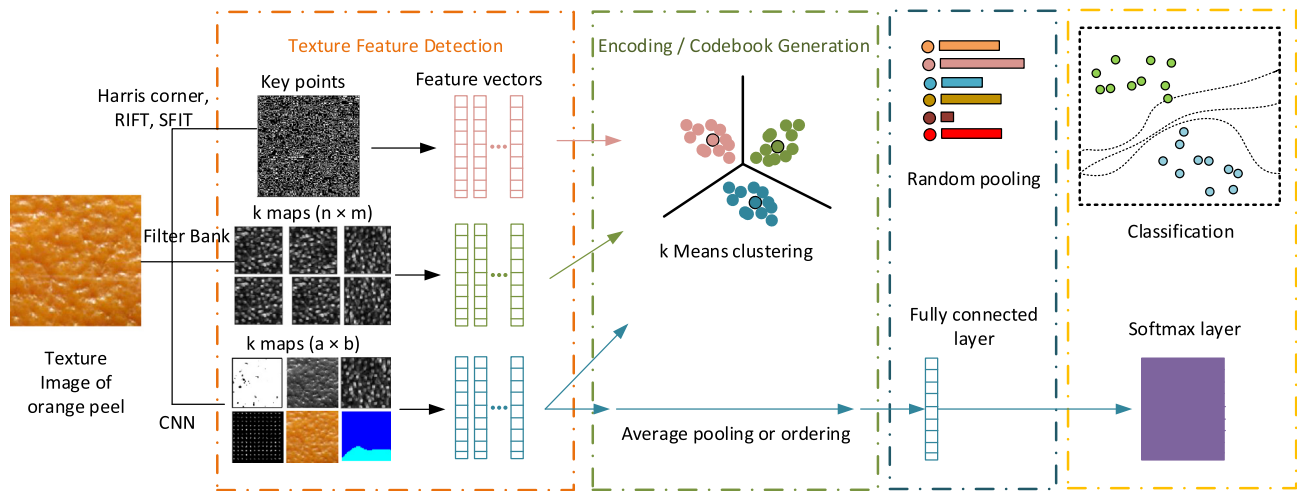 Texture Feature Detection
Encoding / Codebook Generation
Key points
Feature vectors
Harris corner,
RIFT, SFIT
k maps (n × m)
Filter Bank
k maps (a × b)
CNN
Texture
Image of
orange peel
k Means clustering
Average pooling or ordering
Random pooling
Fully connected
layer
Classification
Softmax layer